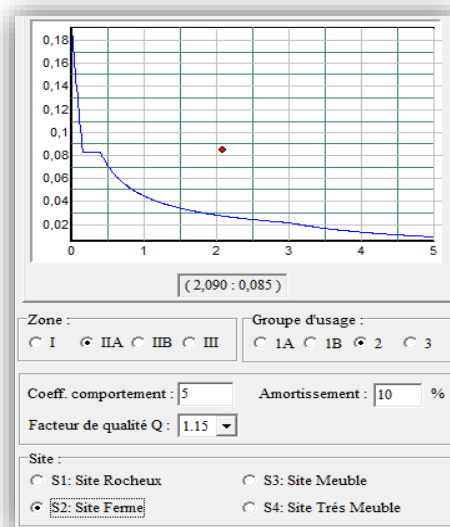 0,18
0,16
0,14
0,12
0,1
0,08
0,06
0,04
0,02
0 1 2 3 4 5
( 2,090 : 0,085 )
Zone :
I IIA IIB III
Groupe d'usage :
1A 1B 2 3
Coeff. comportement : 5
Amortissement : 10 %
Facteur de qualité Q : 1.15
Site :
S1: Site Rocheux
S3: Site Meuble
S2: Site Ferme
S4: Site Trés Meuble